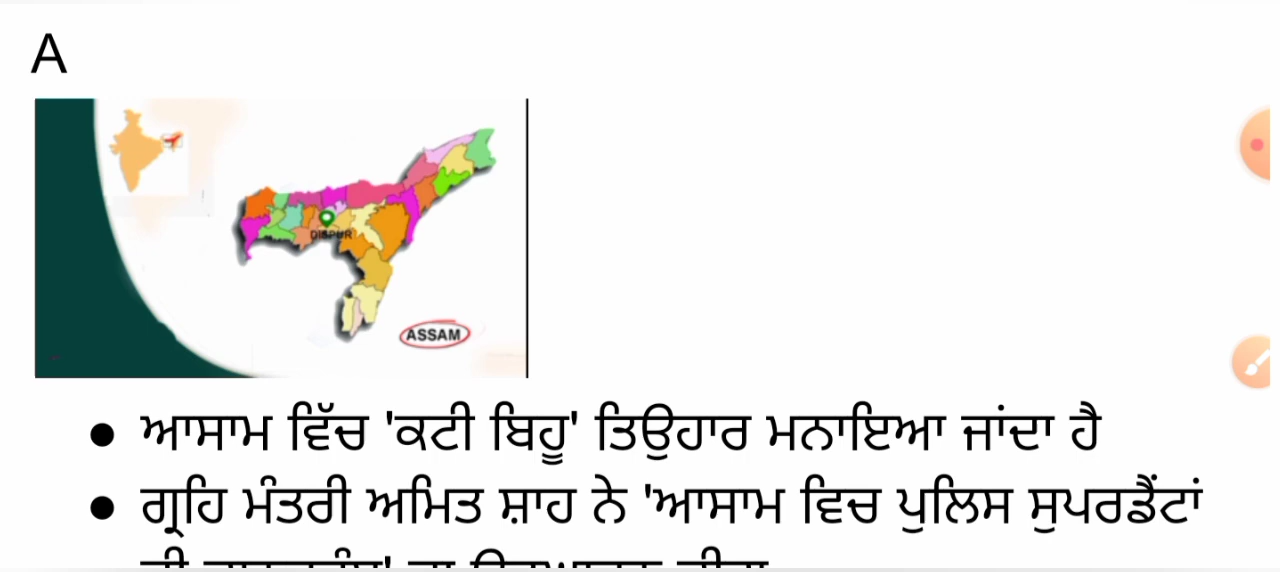 A
DISPUR
ASSAM
● ਆਸਾਮ ਵਿੱਚ 'ਕਟੀ ਬਿਹੂ' ਤਿਉਹਾਰ ਮਨਾਇਆ ਜਾਂਦਾ ਹੈ
● ਗ੍ਰਹਿ ਮੰਤਰੀ ਅਮਿਤ ਸ਼ਾਹ ਨੇ 'ਆਸਾਮ ਵਿਚ ਪੁਲਿਸ ਸੁਪਰਡੈਂਟਾਂ